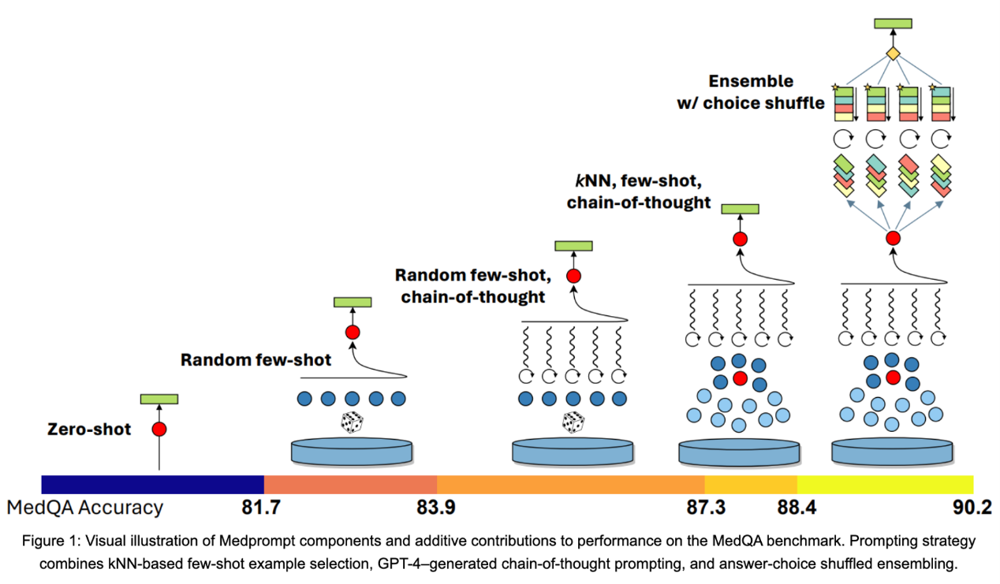 Ensemble
w/ choice shuffle
kNN, few-shot,
chain-of-thought
Random few-shot,
chain-of-thought
Random few-shot
Zero-shot
MedQA Accuracy 81.7 83.9 87.3 88.4 90.2
Figure 1: Visual illustration of Medprompt components and additive contributions to performance on the MedQA benchmark. Prompting strategy
combines kNN-based few-shot example selection, GPT-4–generated chain-of-thought prompting, and answer-choice shuffled ensembling.